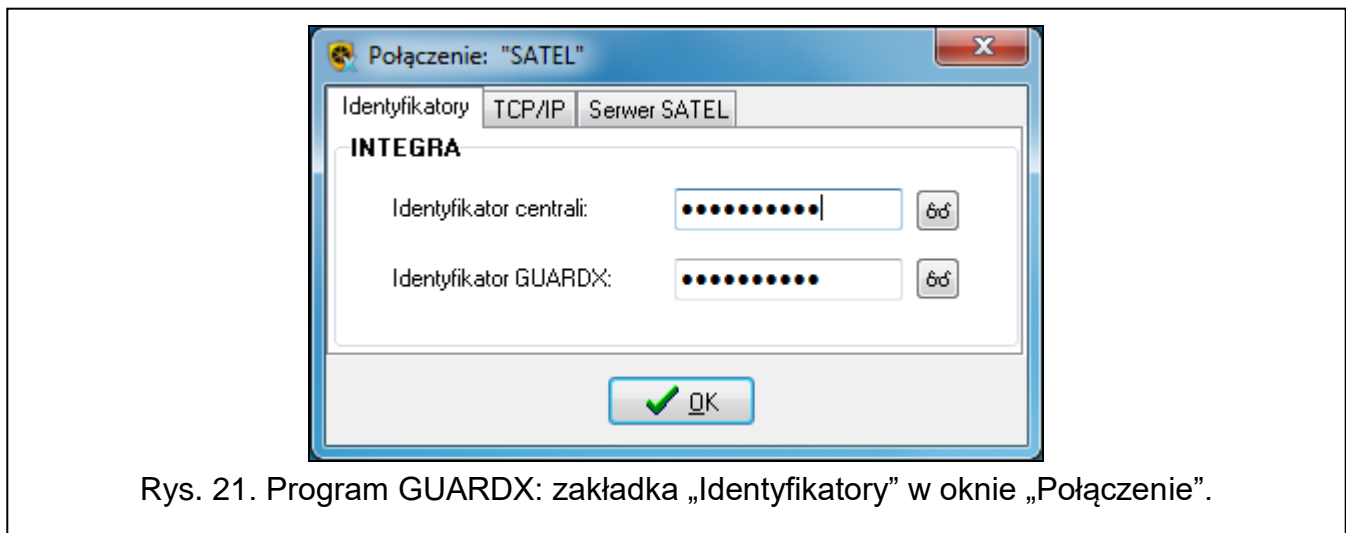 Połączenie: "SATEL"
Identyfikatory TCP/IP Serwer SATEL
INTEGRA
Identyfikator centrali: ●●●●●●●●●●
Identyfikator GUARDX: ●●●●●●●●●●
OK
Rys. 21. Program GUARDX: zakładka „Identyfikatory” w oknie „Połączenie”.